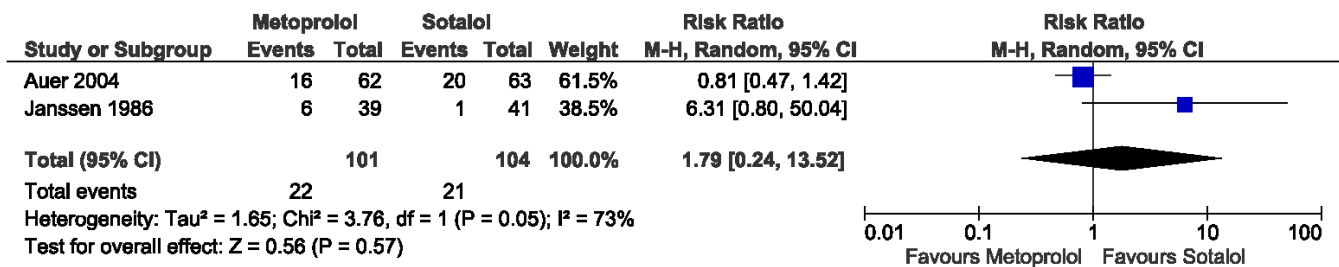 Metoprolol Sotalol Risk Ratio Risk Ratio
Study or Subgroup Events Total Events Total Weight M-H, Random, 95% CI M-H, Random, 95% CI
Auer 2004 16 62 20 63 61.5% 0.81 [0.47, 1.42]
Janssen 1986 6 39 1 41 38.5% 6.31 [0.80, 50.04]
Total (95% CI) 101 104 100.0% 1.79 [0.24, 13.52]
Total events 22 21
Heterogeneity: Tau² = 1.65; Chi² = 3.76, df = 1 (P = 0.05); I² = 73%
Test for overall effect: Z = 0.56 (P = 0.57)
0.01 0.1 1 10 100
Favours Metoprolol Favours Sotalol